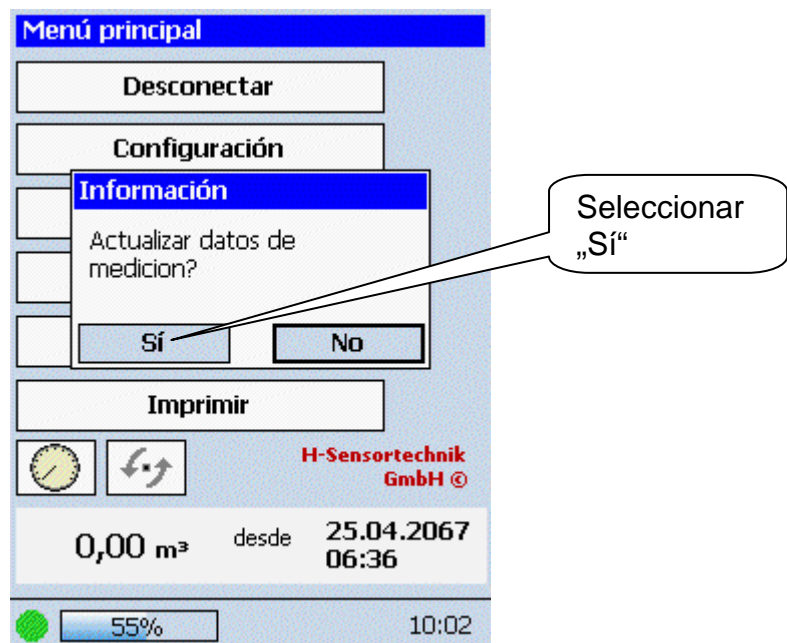 Menú principal
Desconectar
Configuración
Información
Actualizar datos de
medicion?
Sí
No
Seleccionar
„Sí“
Imprimir
H-Sensortechnik
GmbH ©
0,00 m³ desde 25.04.2067
06:36
55% 10:02